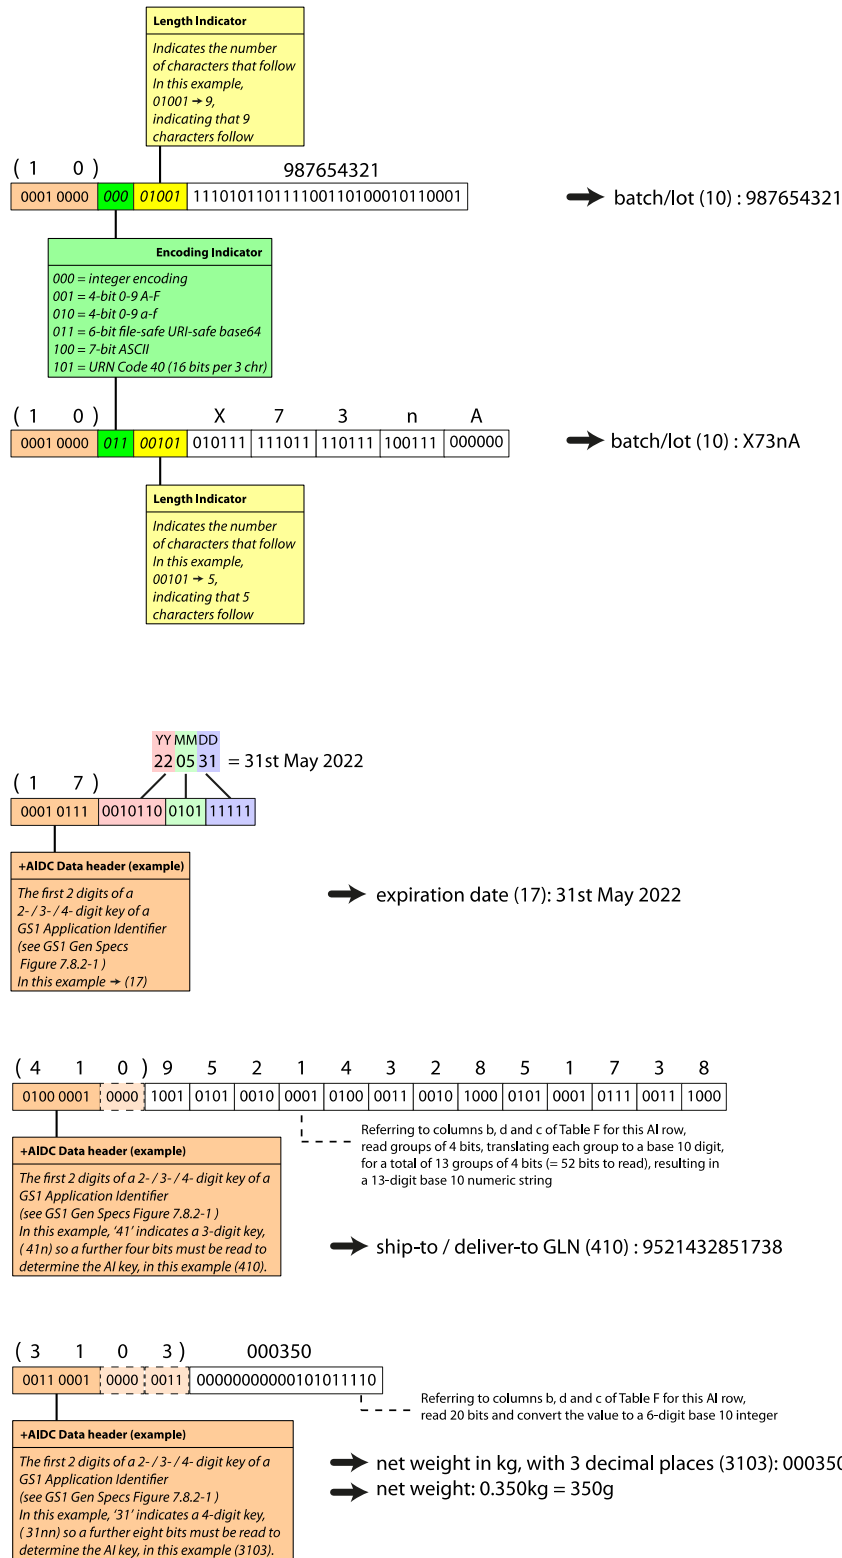 Length Indicator
Indicates the number
of characters that follow
In this example,
01001 → 9,
indicating that 9
characters follow
( 1 0 ) 987654321
0001 0000 000 01001 111010110111100110100010110001 batch/lot (10) : 987654321
Encoding Indicator
000 = integer encoding
001 = 4-bit 0-9 A-F
010 = 4-bit 0-9 a-f
011 = 6-bit file-safe URI-safe base64
100 = 7-bit ASCII
101 = URN Code 40 (16 bits per 3 chr)
( 1 0 ) X 7 3 n A
0001 0000 011 00101 010111 111011 110111 100111 000000 batch/lot (10) : X73nA
Length Indicator
Indicates the number
of characters that follow
In this example,
00101 → 5,
indicating that 5
characters follow
YY MM DD
22 05 31 = 31st May 2022
( 1 7 )
0001 0111 0010110 0101 11111
+AIDC Data header (example)
The first 2 digits of a
2- / 3- / 4- digit key of a
GS1 Application Identifier
(see GS1 Gen Specs
Figure 7.8.2-1 )
In this example → (17)
expiration date (17): 31st May 2022
( 4 1 0 ) 9 5 2 1 4 3 2 8 5 1 7 3 8
0100 0001 0000 1001 0101 0010 0001 0100 0011 0010 1000 0101 0001 0111 0011 1000
Referring to columns b, d and c of Table F for this AI row,
read groups of 4 bits, translating each group to a base 10 digit,
for a total of 13 groups of 4 bits (= 52 bits to read), resulting in
a 13-digit base 10 numeric string
+AIDC Data header (example)
The first 2 digits of a 2- / 3- / 4- digit key of a
GS1 Application Identifier
(see GS1 Gen Specs Figure 7.8.2-1 )
In this example, ‘41’ indicates a 3-digit key,
( 41n) so a further four bits must be read to
determine the AI key, in this example (410).
ship-to / deliver-to GLN (410) : 9521432851738
( 3 1 0 3 ) 000350
0011 0001 0000 0011 00000000000101011110
Referring to columns b, d and c of Table F for this AI row,
read 20 bits and convert the value to a 6-digit base 10 integer
+AIDC Data header (example)
The first 2 digits of a 2- / 3- / 4- digit key of a
GS1 Application Identifier
(see GS1 Gen Specs Figure 7.8.2-1 )
In this example, ‘31’ indicates a 4-digit key,
( 31nn) so a further eight bits must be read to
determine the AI key, in this example (3103).
net weight in kg, with 3 decimal places (3103): 000350
net weight: 0.350kg = 350g